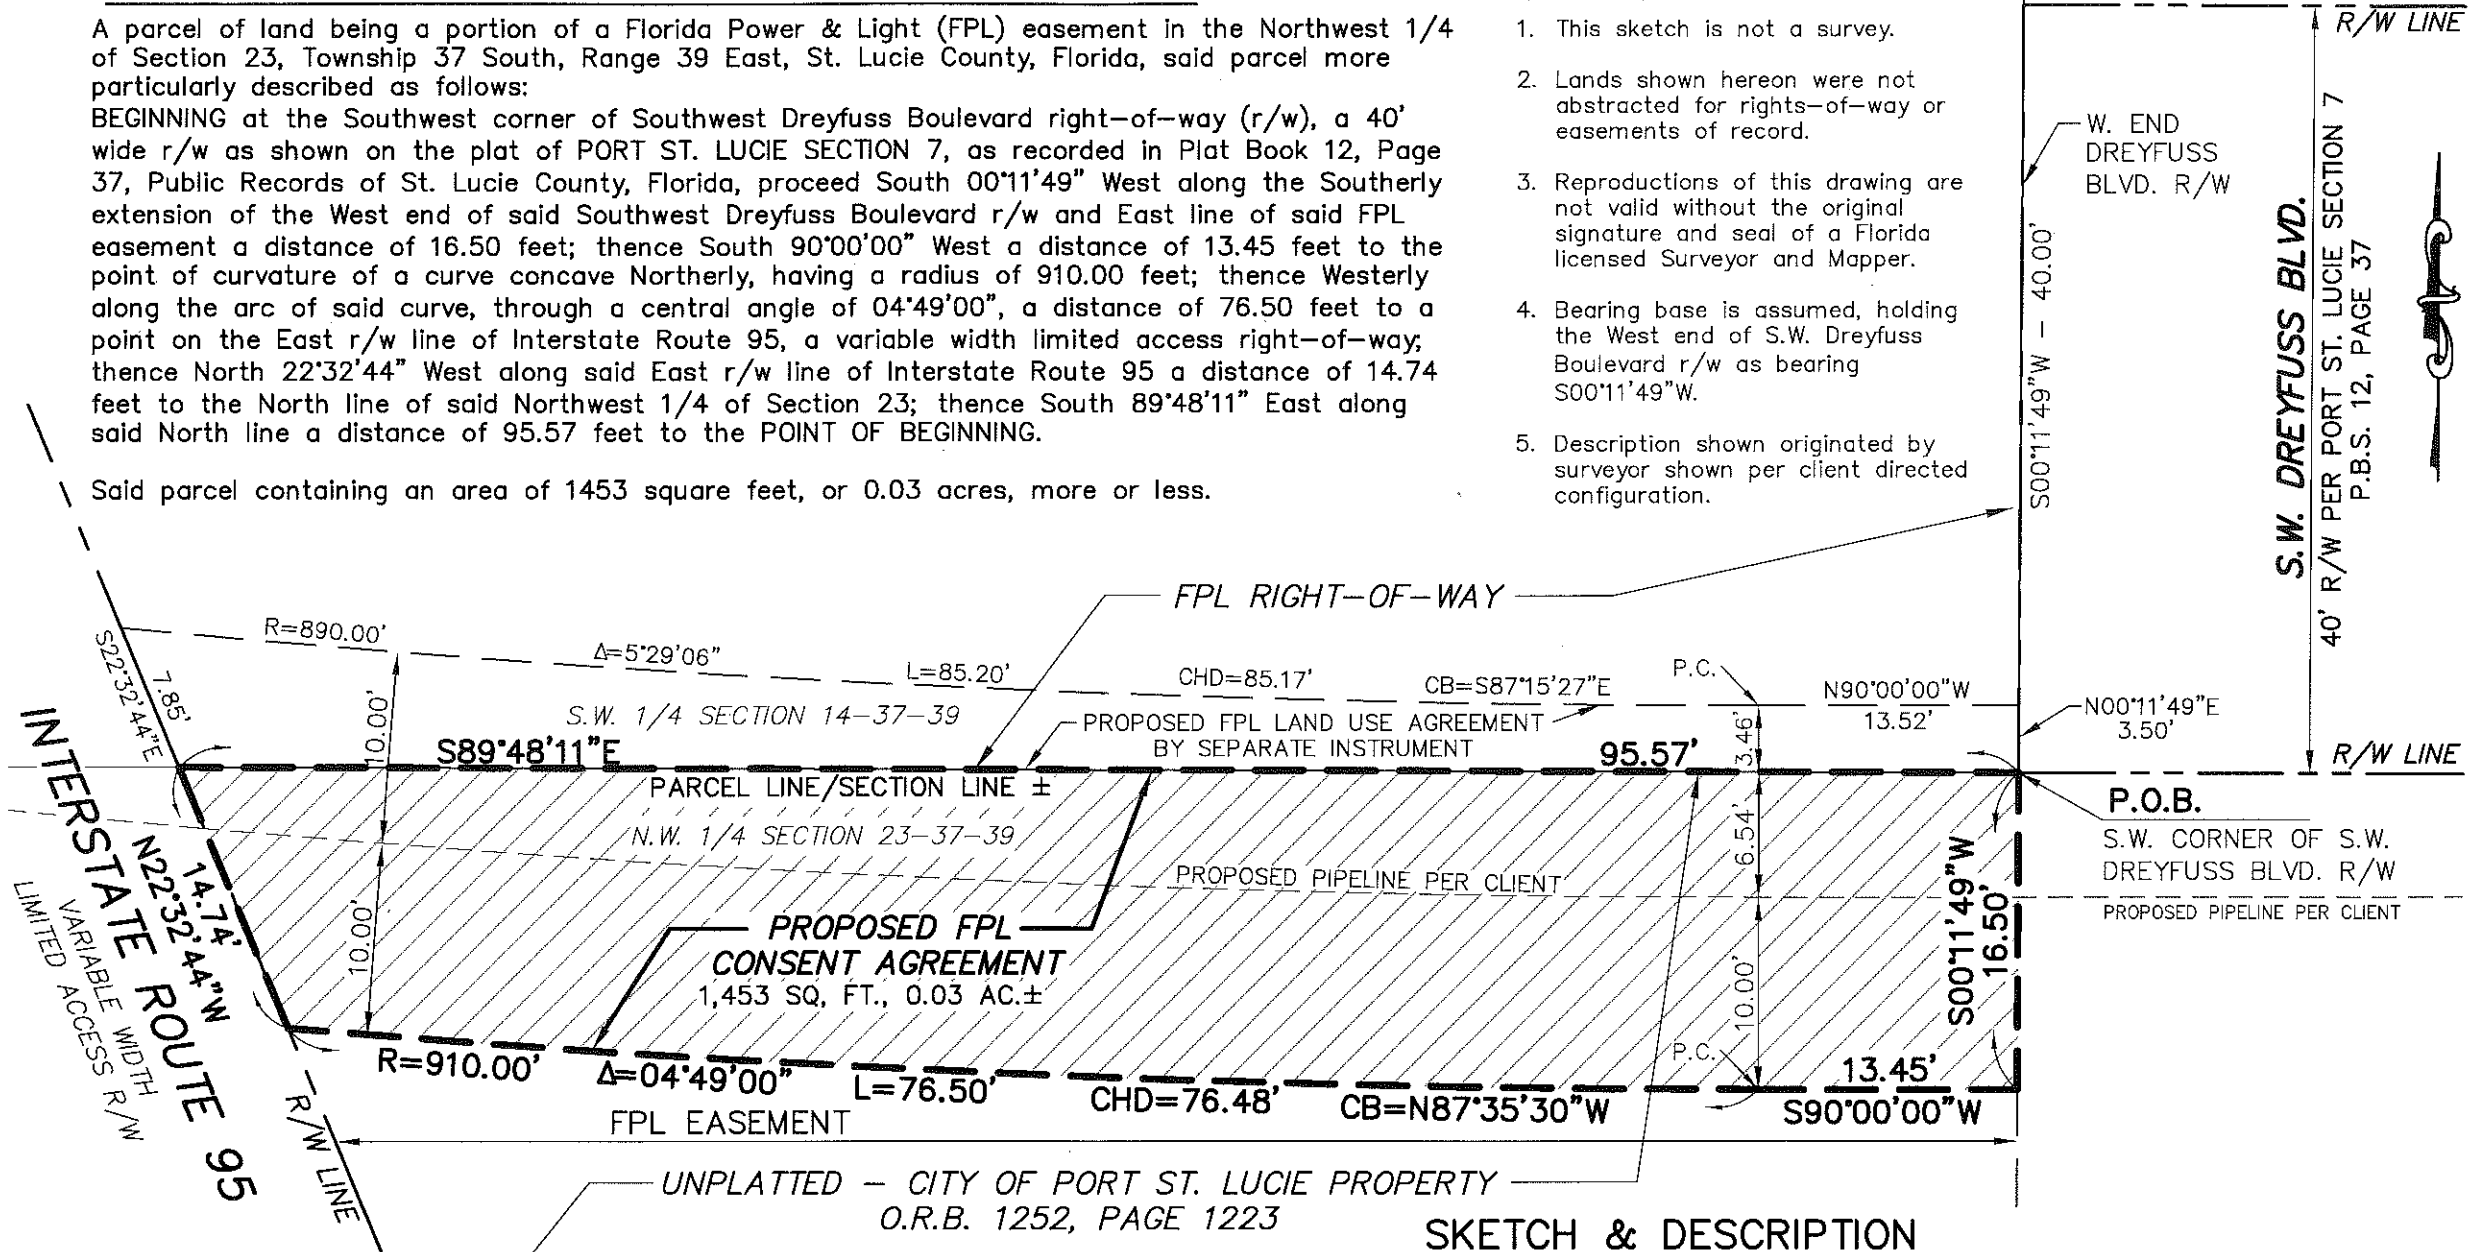 A parcel of land being a portion of a Florida Power & Light (FPL) easement in the Northwest 1/4
of Section 23, Township 37 South, Range 39 East, St. Lucie County, Florida, said parcel more
particularly described as follows:
BEGINNING at the Southwest corner of Southwest Dreyfuss Boulevard right-of-way (r/w), a 40'
wide r/w as shown on the plat of PORT ST. LUCIE SECTION 7, as recorded in Plat Book 12, Page
37, Public Records of St. Lucie County, Florida, proceed South 00°11'49" West along the Southerly
extension of the West end of said Southwest Dreyfuss Boulevard r/w and East line of said FPL
easement a distance of 16.50 feet; thence South 90°00'00" West a distance of 13.45 feet to the
point of curvature of a curve concave Northerly, having a radius of 910.00 feet; thence Westerly
along the arc of said curve, through a central angle of 04°49'00", a distance of 76.50 feet to a
point on the East r/w line of Interstate Route 95, a variable width limited access right-of-way;
thence North 22°32'44" West along said East r/w line of Interstate Route 95 a distance of 14.74
feet to the North line of said Northwest 1/4 of Section 23; thence South 89°48'11" East along
said North line a distance of 95.57 feet to the POINT OF BEGINNING.
Said parcel containing an area of 1453 square feet, or 0.03 acres, more or less.
1. This sketch is not a survey.
2. Lands shown hereon were not
abstracted for rights-of-way or
easements of record.
3. Reproductions of this drawing are
not valid without the original
signature and seal of a Florida
licensed Surveyor and Mapper.
4. Bearing base is assumed, holding
the West end of S.W. Dreyfuss
Boulevard r/w as bearing
S00°11'49"W.
5. Description shown originated by
surveyor shown per client directed
configuration.
R/W LINE
W. END
DREYFUSS
BLVD. R/W
S00°11'49"W - 40.00'
S.W. DREYFUSS BLVD.
40' R/W PER PORT ST. LUCIE SECTION 7
P.B.S. 12, PAGE 37
FPL RIGHT-OF-WAY
R=890.00'
Δ=5°29'06"
L=85.20'
CHD=85.17'
CB=S87°15'27"E
P.C.
N90°00'00"W
13.52'
N00°11'49"E
3.50'
S22°32'44"E
7.85'
10.00'
S.W. 1/4 SECTION 14-37-39
PROPOSED FPL LAND USE AGREEMENT
BY SEPARATE INSTRUMENT
3.46'
S89°48'11"E
95.57'
R/W LINE
PARCEL LINE/SECTION LINE ±
N.W. 1/4 SECTION 23-37-39
6.54'
P.O.B.
S.W. CORNER OF S.W.
DREYFUSS BLVD. R/W
PROPOSED PIPELINE PER CLIENT
PROPOSED PIPELINE PER CLIENT
14.74'
N22°32'44"W
INTERSTATE ROUTE 95
VARIABLE WIDTH
LIMITED ACCESS R/W
10.00'
PROPOSED FPL
CONSENT AGREEMENT
1,453 SQ. FT., 0.03 AC.±
10.00'
S00°11'49"W
16.50'
P.C.
R=910.00'
Δ=04°49'00"
L=76.50'
CHD=76.48'
CB=N87°35'30"W
13.45'
S90°00'00"W
R/W LINE
FPL EASEMENT
UNPLATTED - CITY OF PORT ST. LUCIE PROPERTY
O.R.B. 1252, PAGE 1223
SKETCH & DESCRIPTION